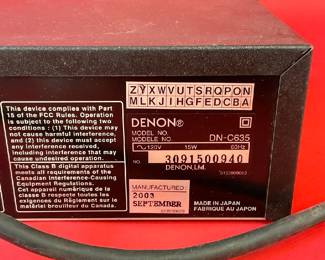 This device complies with Part
15 of the FCC Rules. Operation
is subject to the following two
conditions: (1) This device may
not cause harmful interference,
and (2) this device must accept
any interference received,
including interference that may
cause undesired operation.
This Class B digital apparatus
meets all requirements of the
Canadian Interference-Causing
Equipment Regulations.
Cet appareil numérique de la
classe B respecte toutes les
exigences du Règlement sur le
matériel brouilleur du Canada.
ZYXWVUTSRQPON
MLKJIHGFEDCBA
DENON
MODEL NO.
MODELE NO. DN-C635
120V 15W 60Hz
3091500940
DENON, Ltd.
MANUFACTURED:
2003
SEPTEMBER
MADE IN JAPAN
FABRIQUE AU JAPON